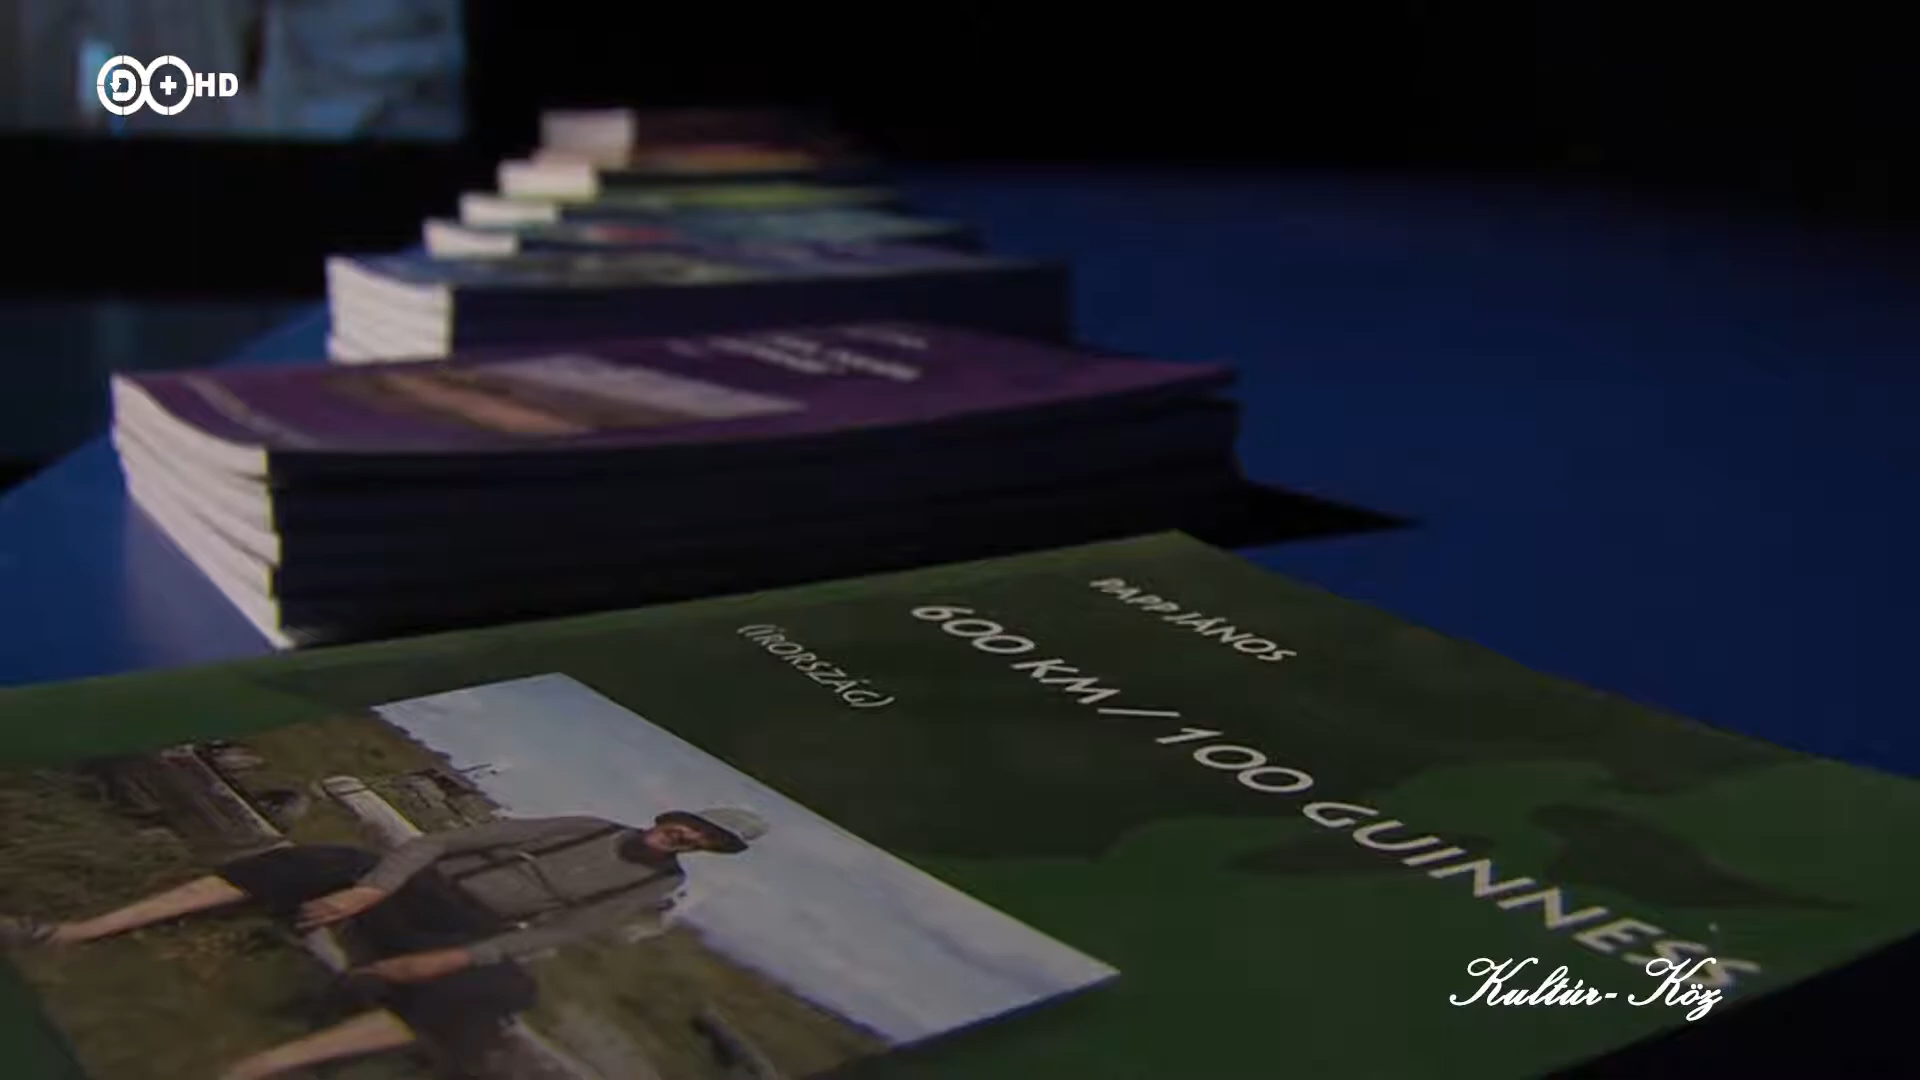 D+HD
PAPP JÁNOS
600 KM / 100 GUINNESS
(ÍRORSZÁG)
Kultúr-Köz